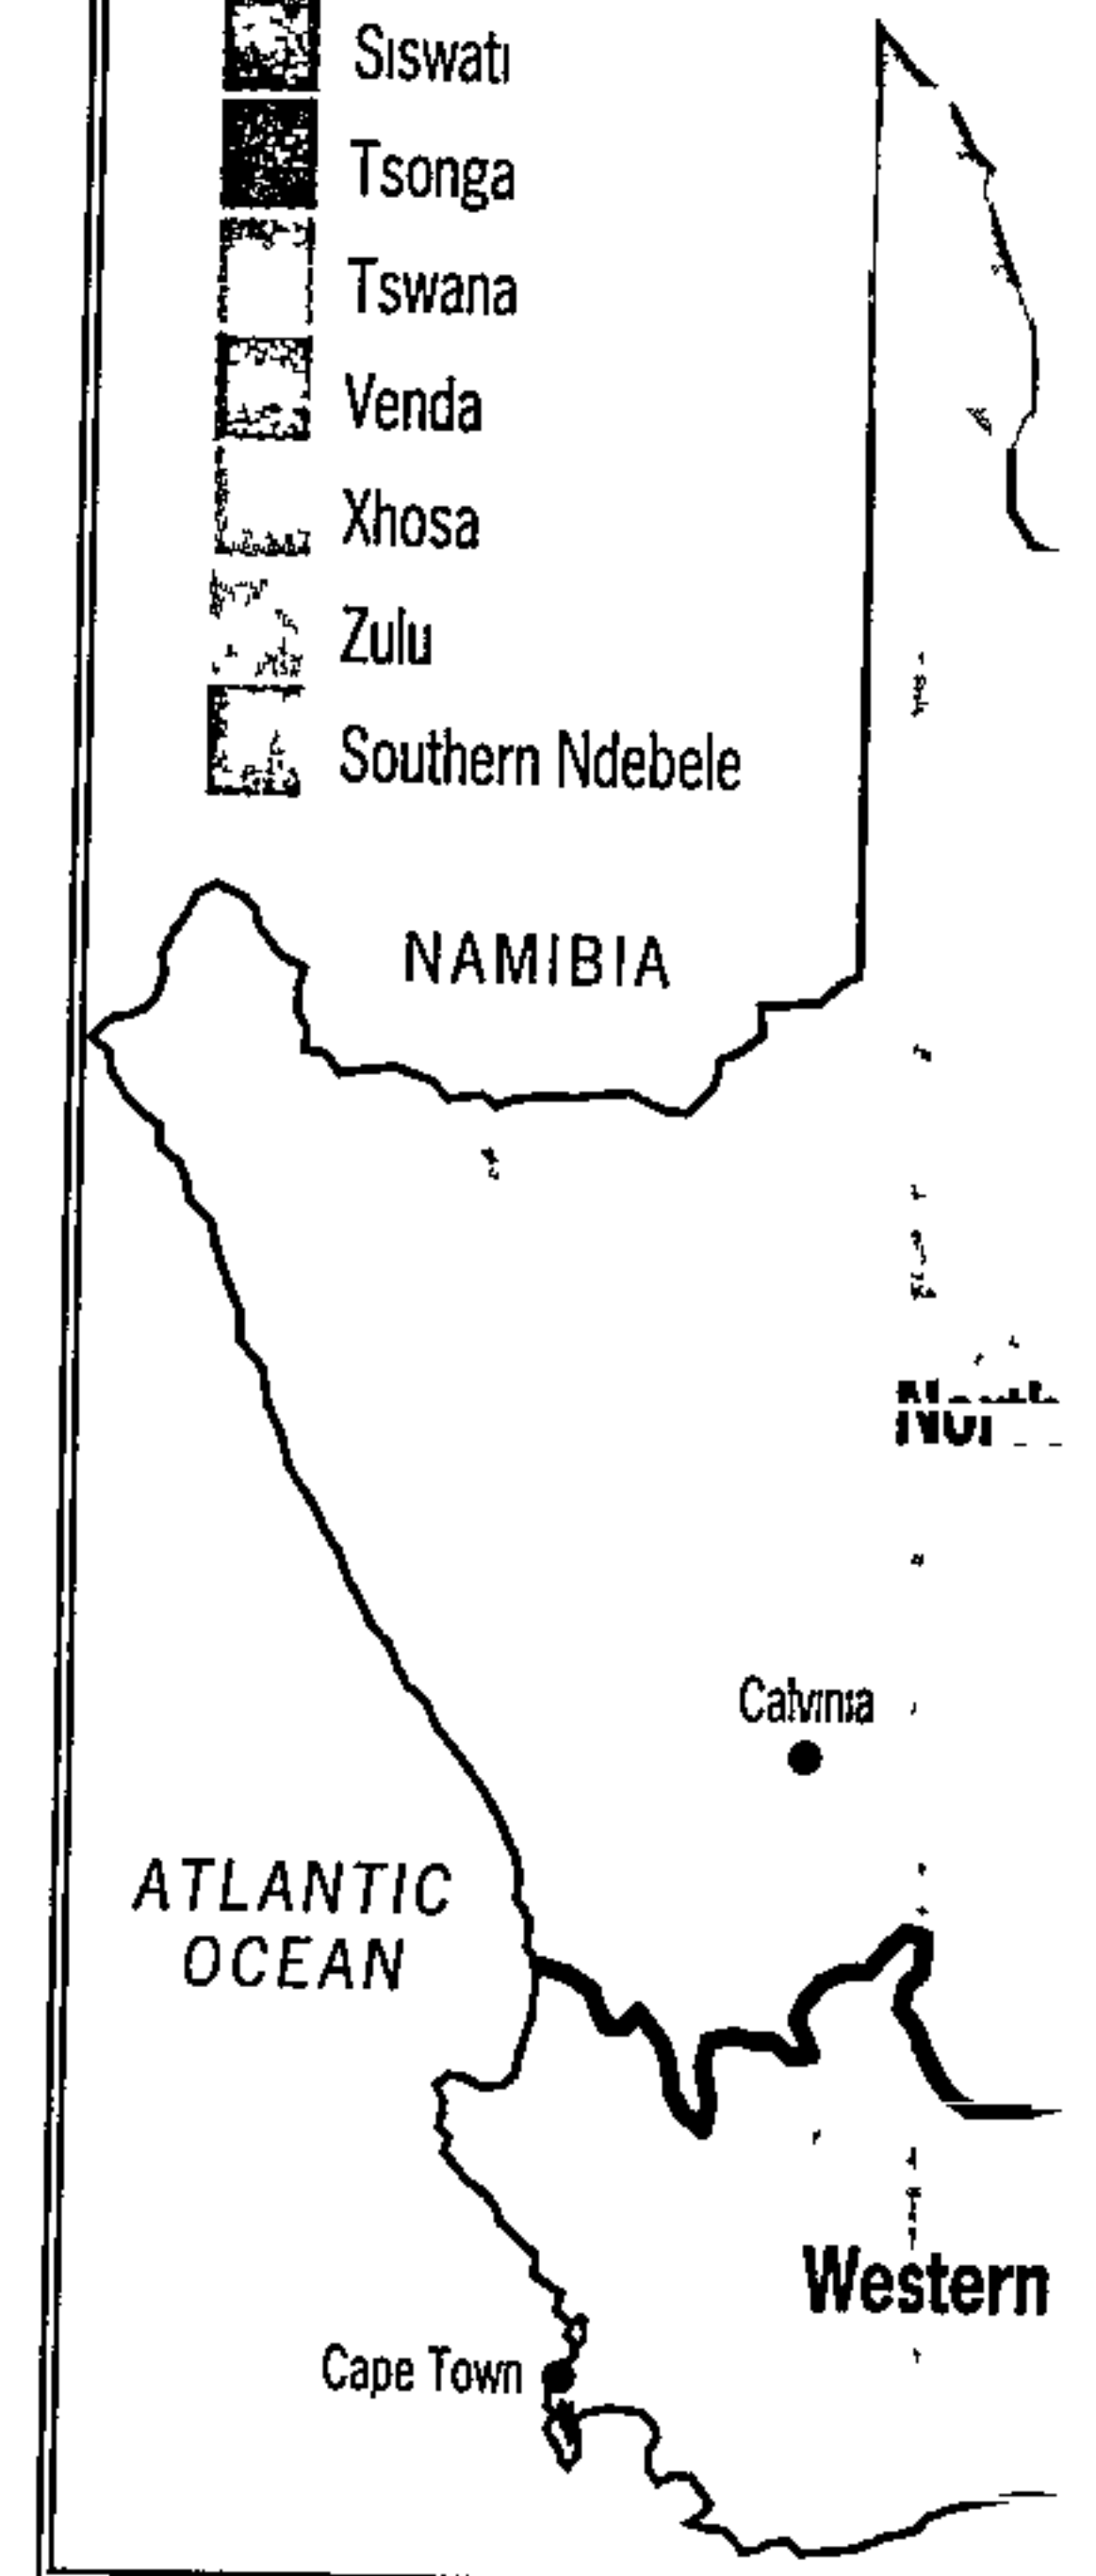 Siswati
Tsonga
Tswana
Venda
Xhosa
Zulu
Southern Ndebele
NAMIBIA
Calvinia
ATLANTIC
OCEAN
Western
Cape Town